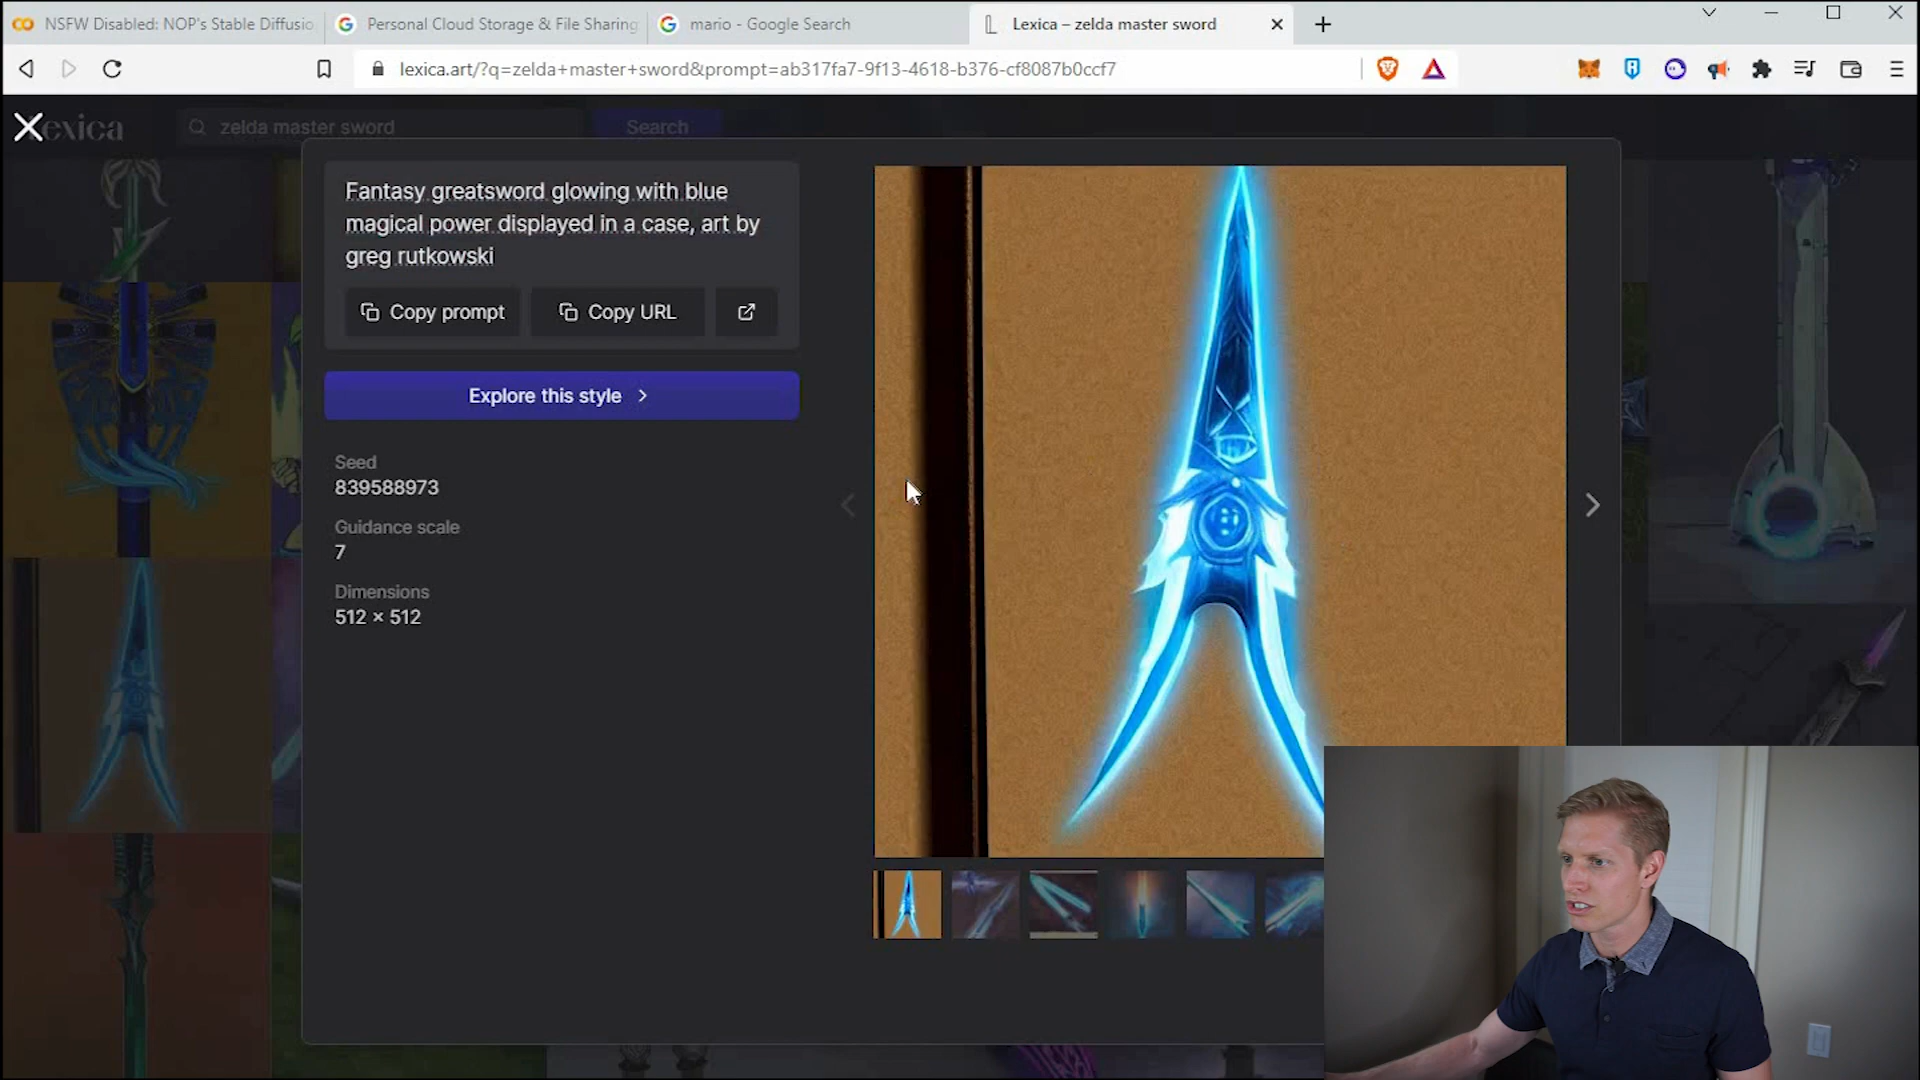 NSFW Disabled: NOP's Stable Diffusio
Personal Cloud Storage & File Sharing
mario - Google Search
Lexica – zelda master sword
lexica.art/?q=zelda+master+sword&prompt=ab317fa7-9f13-4618-b376-cf8087b0ccf7
exica
zelda master sword
Search
Fantasy greatsword glowing with blue
magical power displayed in a case, art by
greg rutkowski
Copy prompt
Copy URL
Explore this style
Seed
839588973
Guidance scale
7
Dimensions
512 × 512